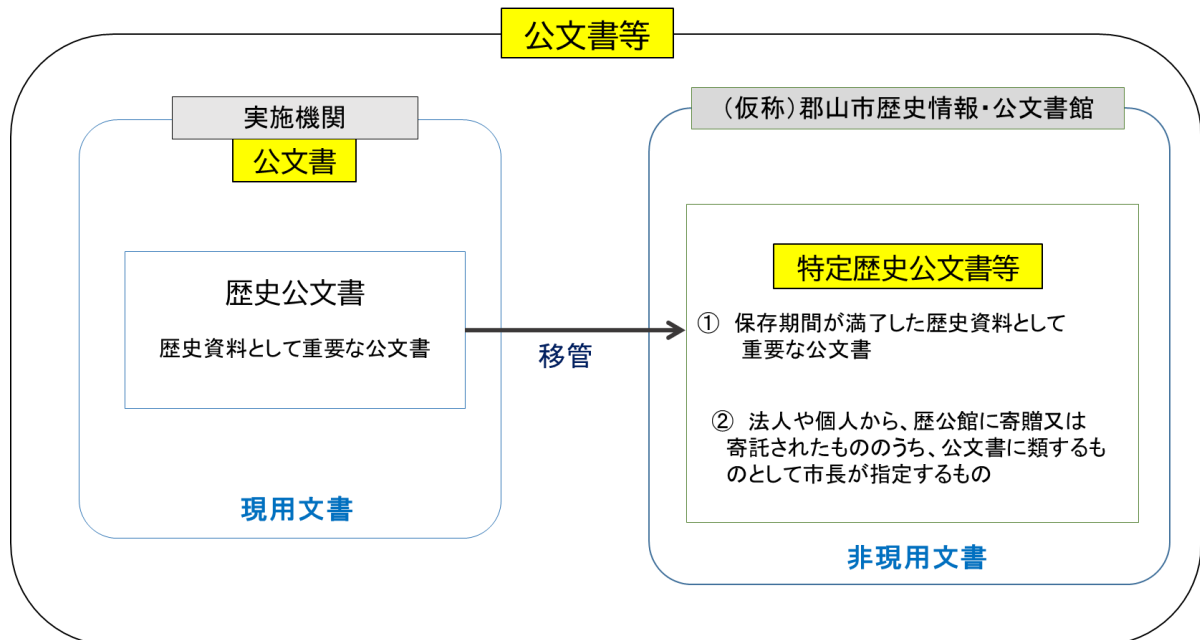 公文書等
実施機関
公文書
歴史公文書
歴史資料として重要な公文書
現用文書
移管
（仮称）郡山市歴史情報・公文書館
特定歴史公文書等
①　保存期間が満了した歴史資料として
重要な公文書
②　法人や個人から、歴公館に寄贈又は
寄託されたもののうち、公文書に類するも
のとして市長が指定するもの
非現用文書